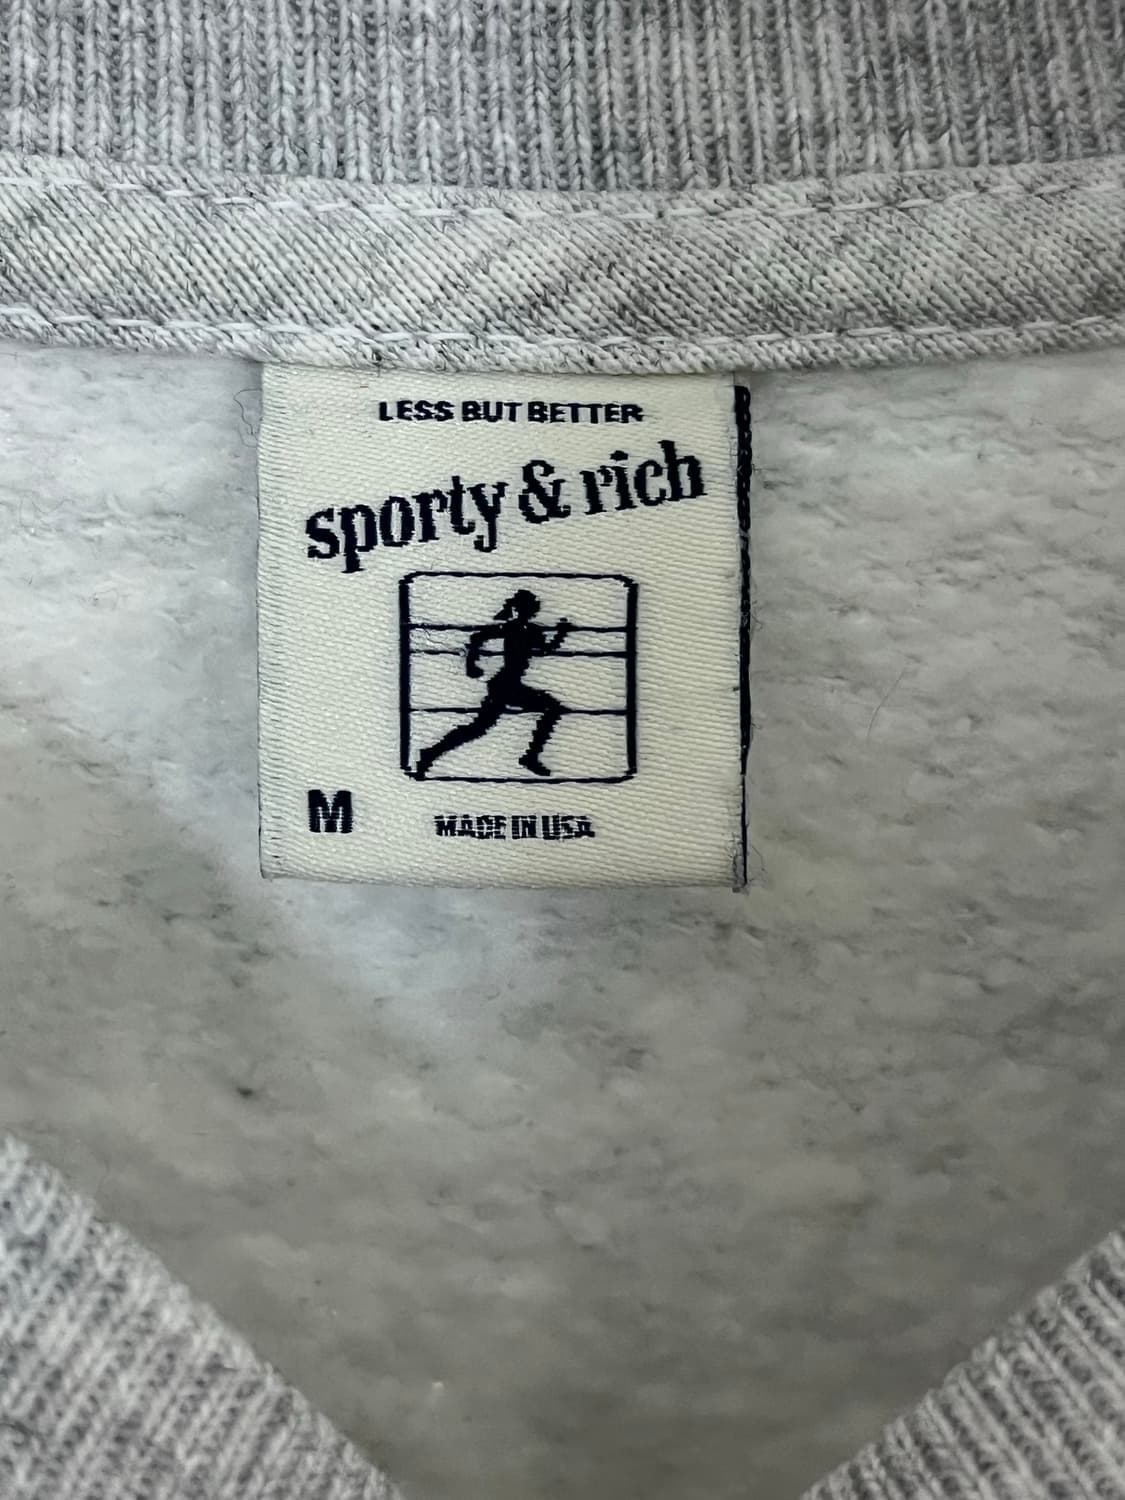 LESS BUT BETTER
sporty & rich
M
MADE IN USA